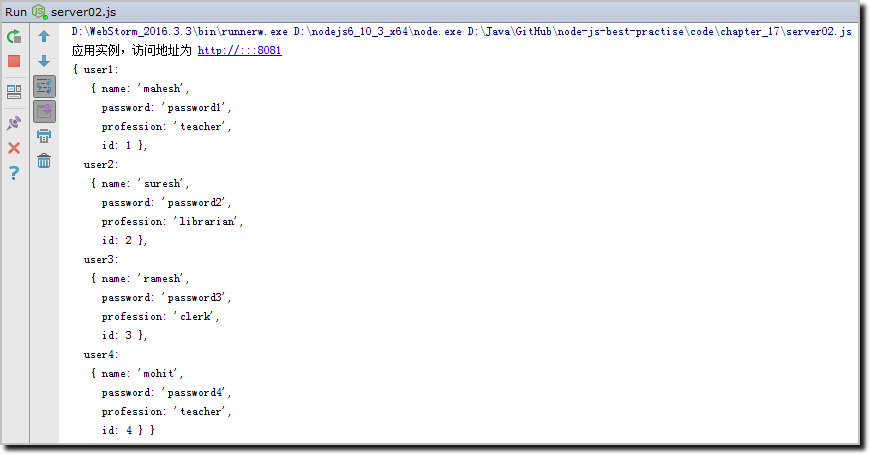 Run server02.js
D:\WebStorm_2016.3.3\bin\runnerw.exe D:\nodejs6_10_3_x64\node.exe D:\Java\GitHub\node-js-best-practise\code\chapter_17\server02.js
应用实例，访问地址为 http://:::8081
{ user1:
   { name: 'mahesh',
     password: 'password1',
     profession: 'teacher',
     id: 1 },
  user2:
   { name: 'suresh',
     password: 'password2',
     profession: 'librarian',
     id: 2 },
  user3:
   { name: 'ramesh',
     password: 'password3',
     profession: 'clerk',
     id: 3 },
  user4:
   { name: 'mohit',
     password: 'password4',
     profession: 'teacher',
     id: 4 } }